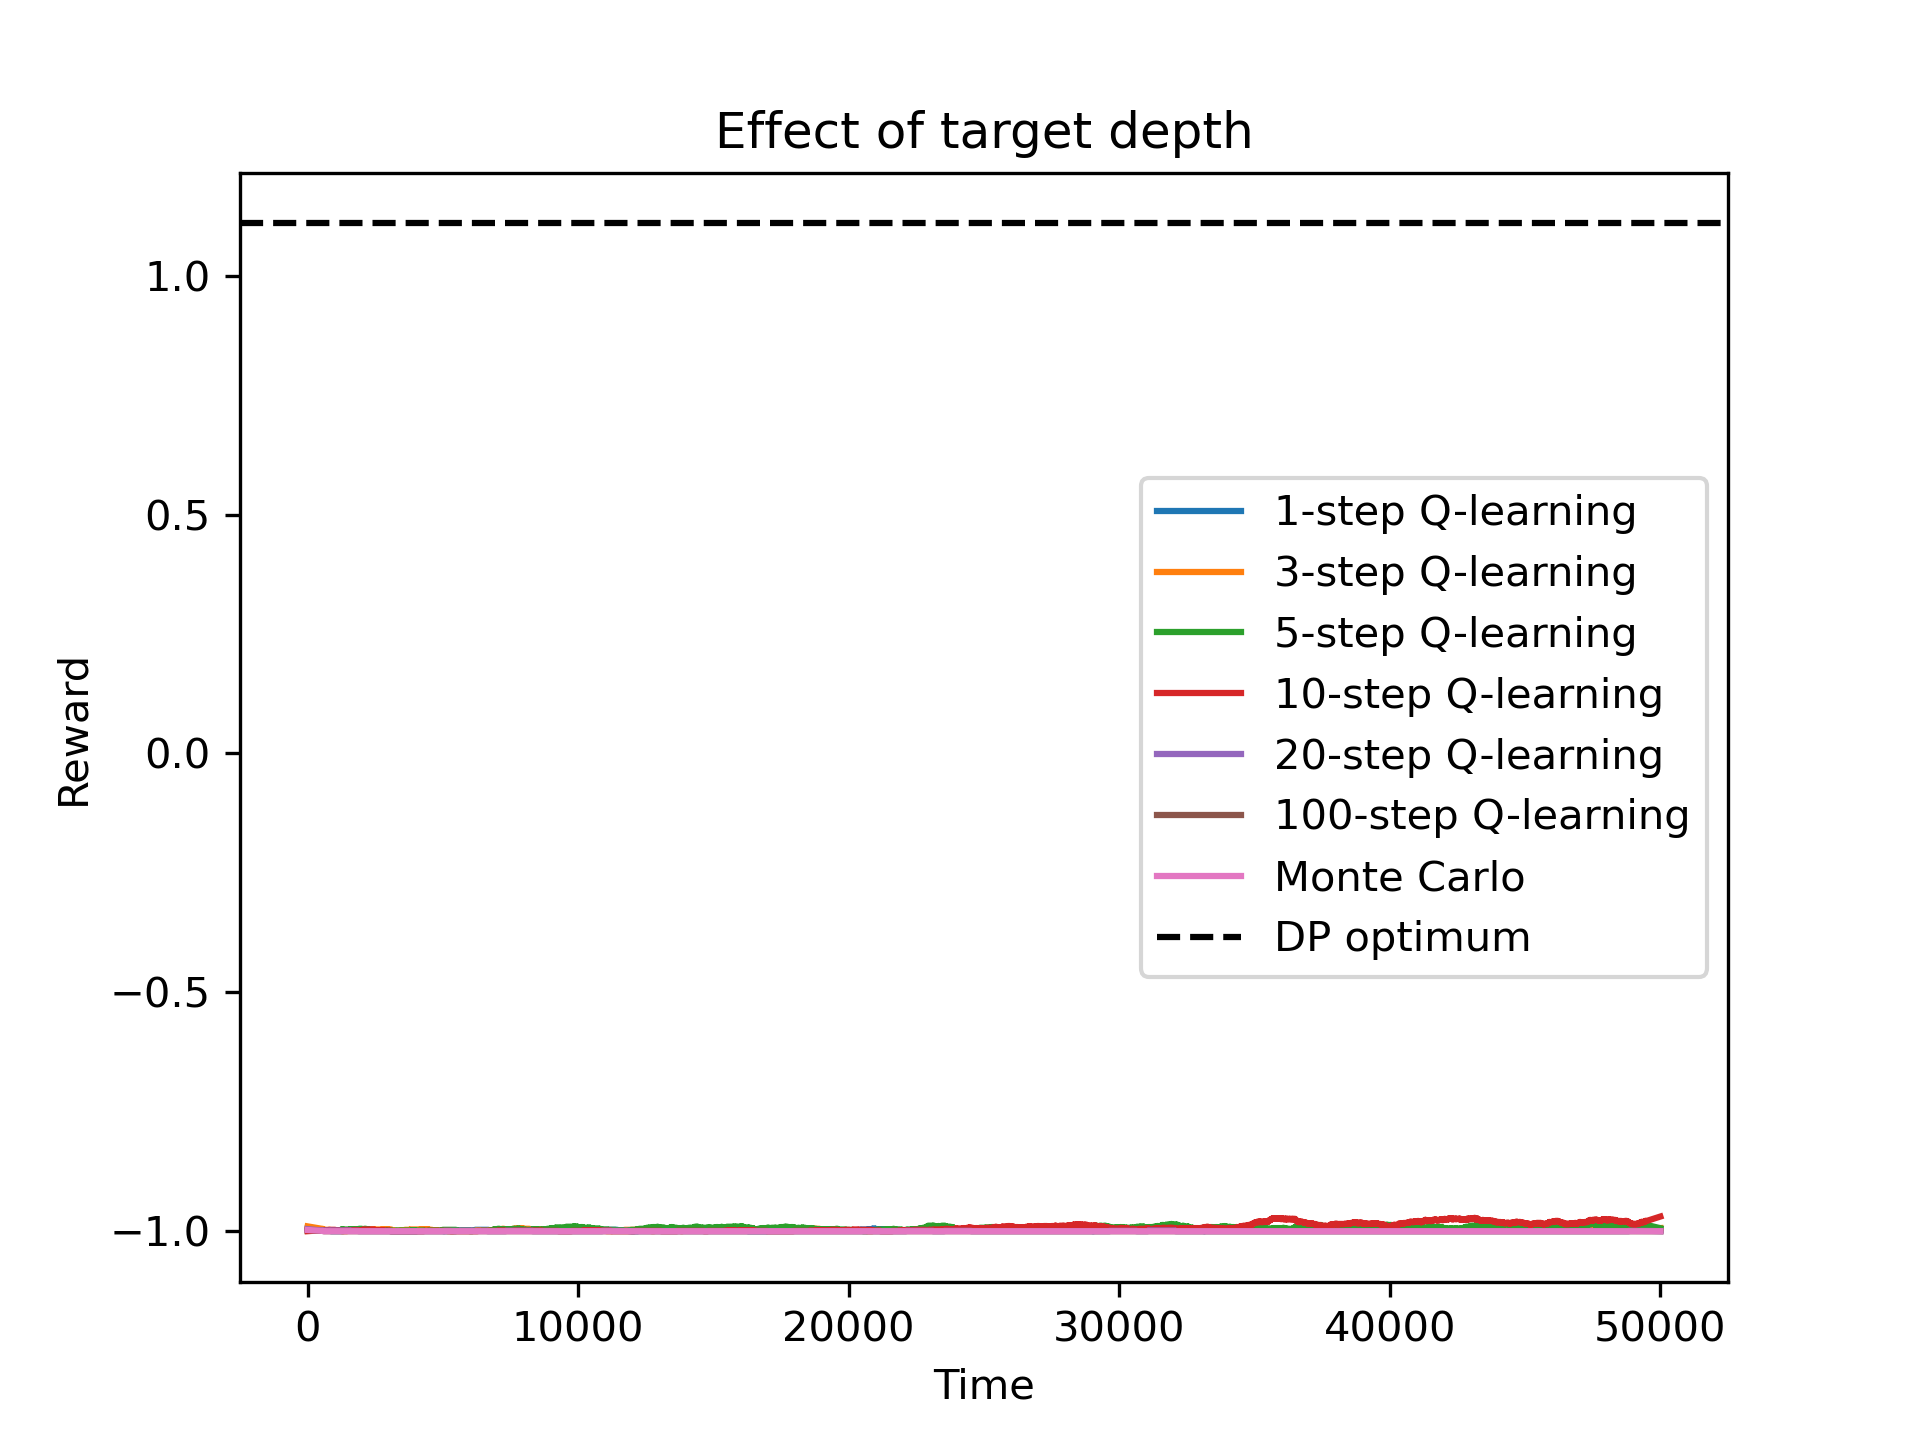 Effect of target depth
1.0
0.5
0.0
−0.5
−1.0
Reward
1-step Q-learning
3-step Q-learning
5-step Q-learning
10-step Q-learning
20-step Q-learning
100-step Q-learning
Monte Carlo
DP optimum
0 10000 20000 30000 40000 50000
Time